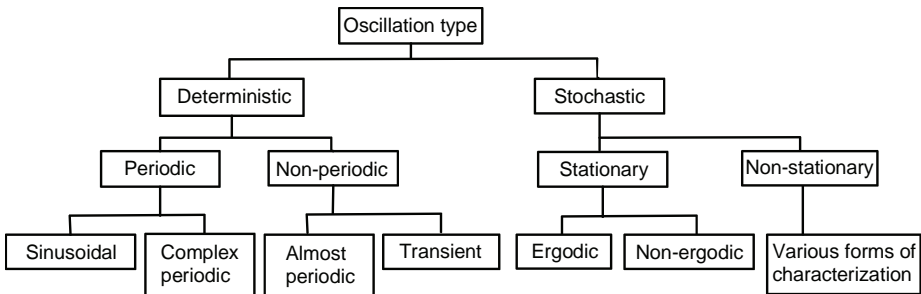 Oscillation type
Deterministic
Stochastic
Periodic
Non-periodic
Stationary
Non-stationary
Sinusoidal
Complex
periodic
Almost
periodic
Transient
Ergodic
Non-ergodic
Various forms of
characterization